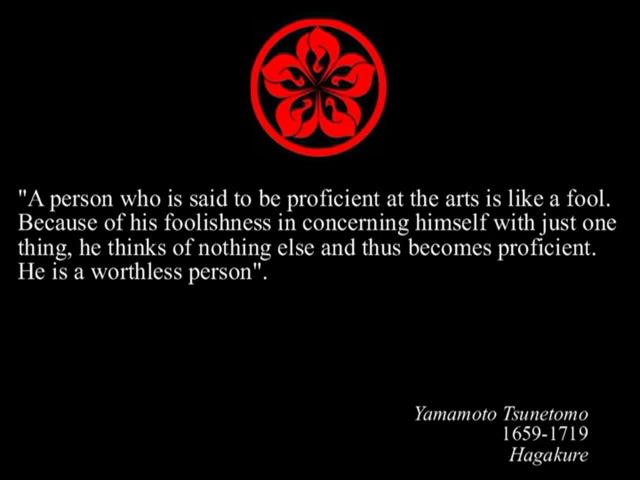 "A person who is said to be proficient at the arts is like a fool.
Because of his foolishness in concerning himself with just one
thing, he thinks of nothing else and thus becomes proficient.
He is a worthless person".
Yamamoto Tsunetomo
1659-1719
Hagakure